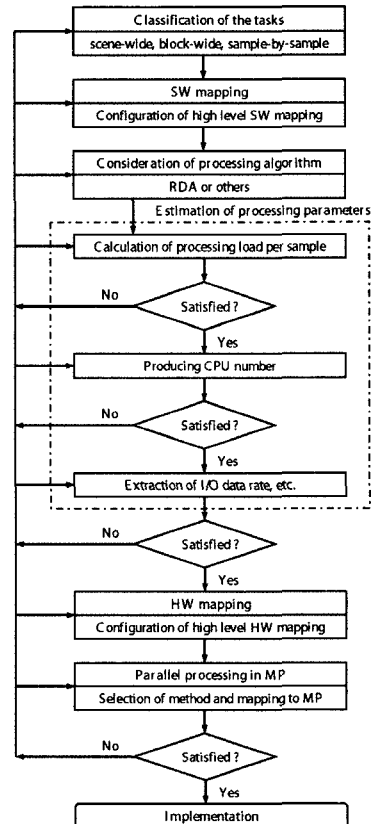 Classification of the tasks
scene-wide, block-wide, sample-by-sample
SW mapping
Configuration of high level SW mapping
Consideration of processing algorithm
RDA or others
Estimation of processing parameters
Calculation of processing load per sample
No
Satisfied ?
Yes
Producing CPU number
No
Satisfied ?
Yes
Extraction of I/O data rate, etc.
No
Satisfied ?
Yes
HW mapping
Configuration of high level HW mapping
Parallel processing in MP
Selection of method and mapping to MP
No
Satisfied ?
Yes
Implementation